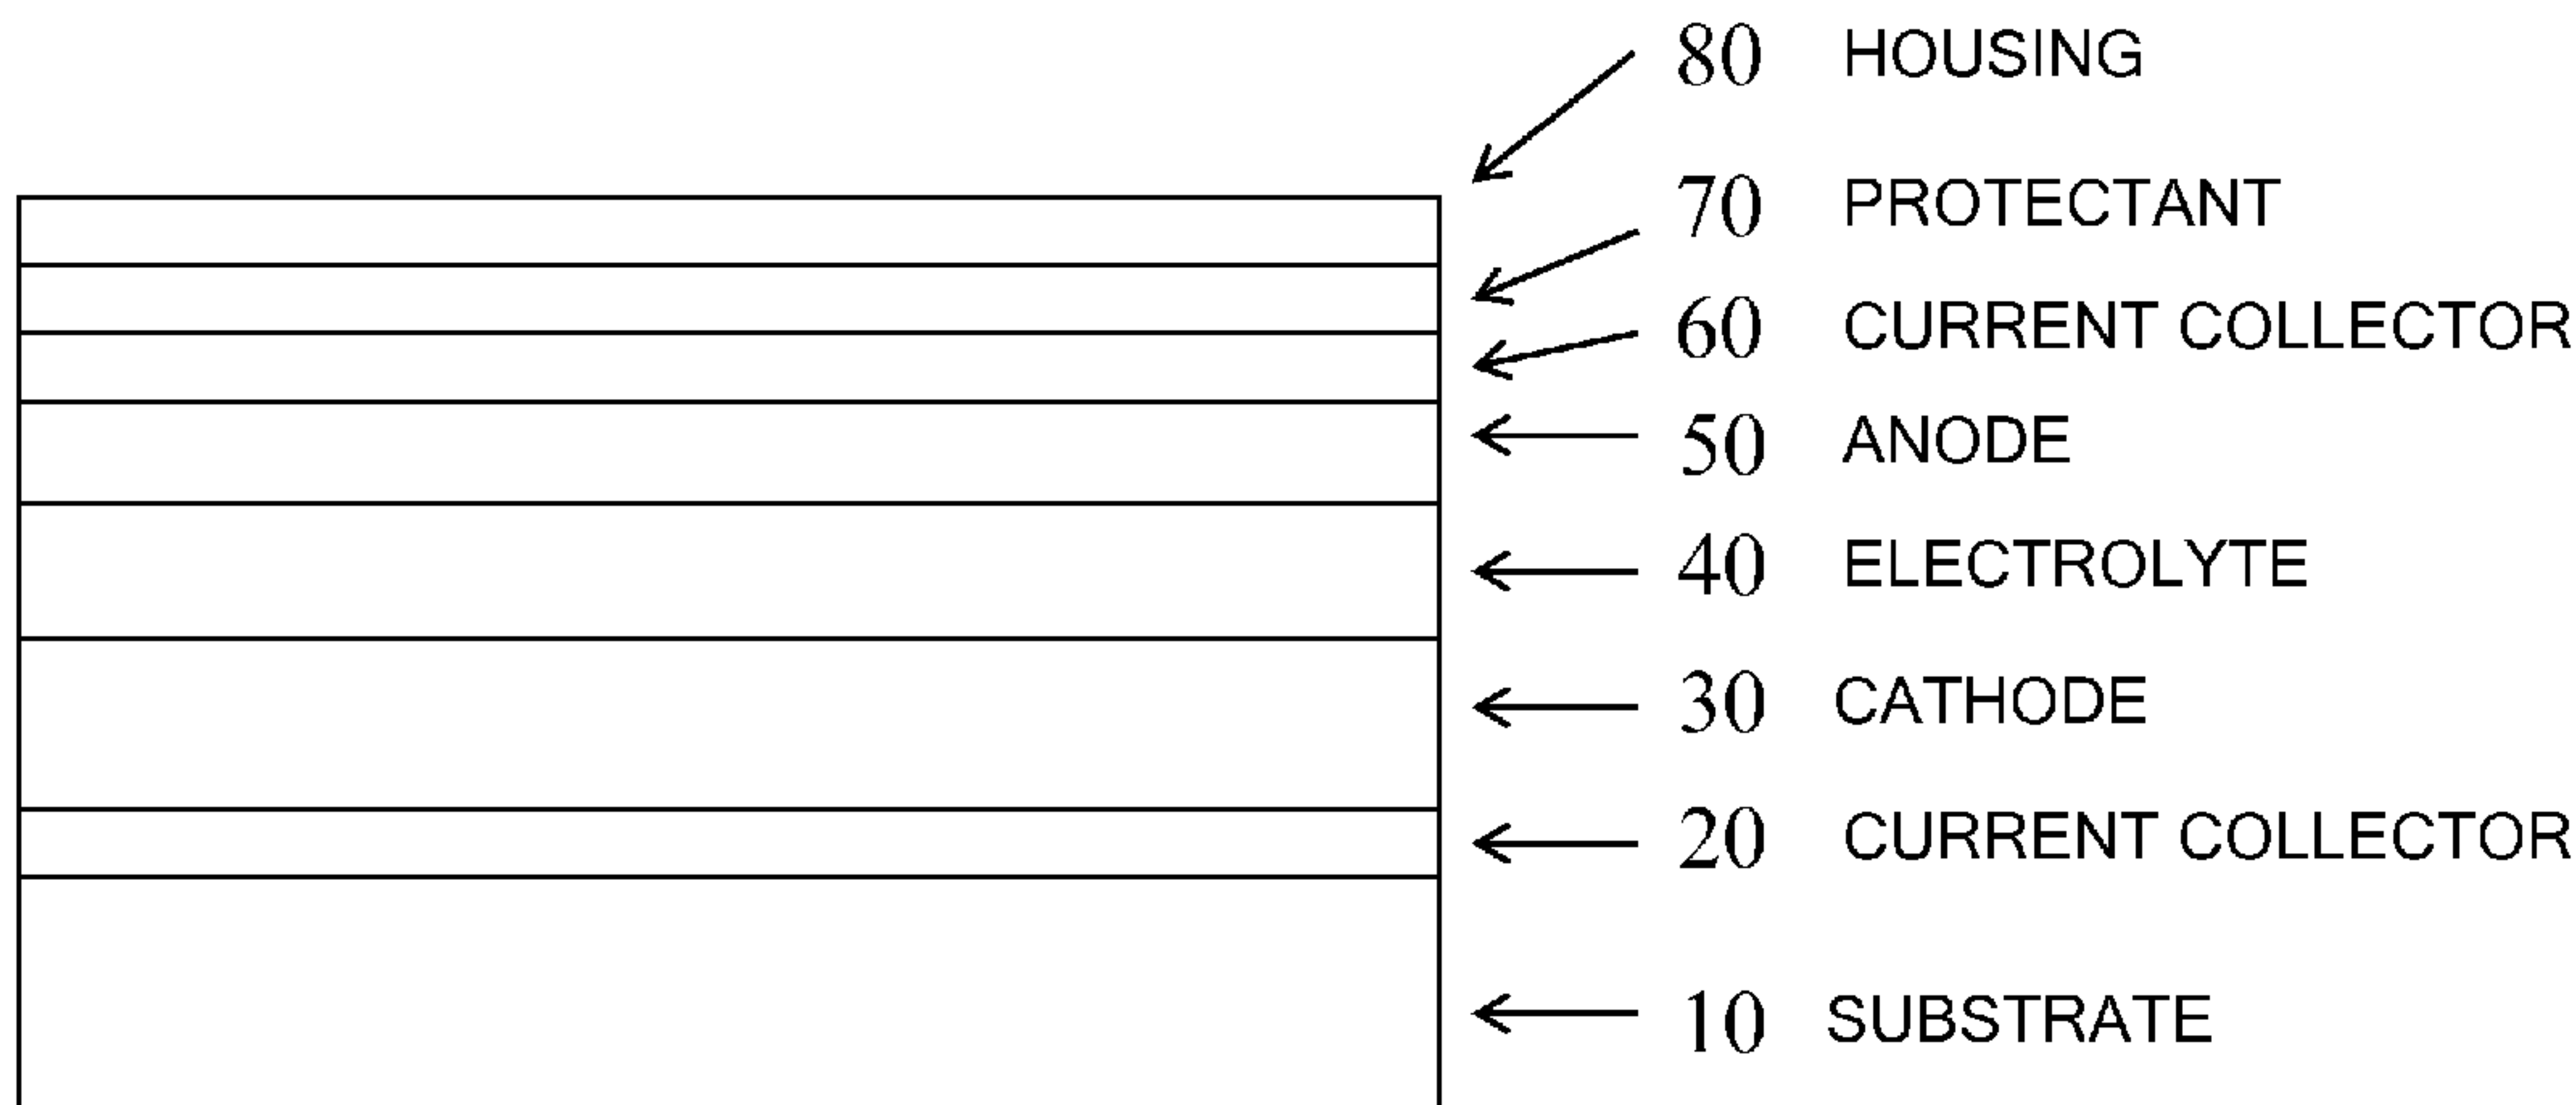 80 HOUSING
70 PROTECTANT
60 CURRENT COLLECTOR
50 ANODE
40 ELECTROLYTE
30 CATHODE
20 CURRENT COLLECTOR
10 SUBSTRATE